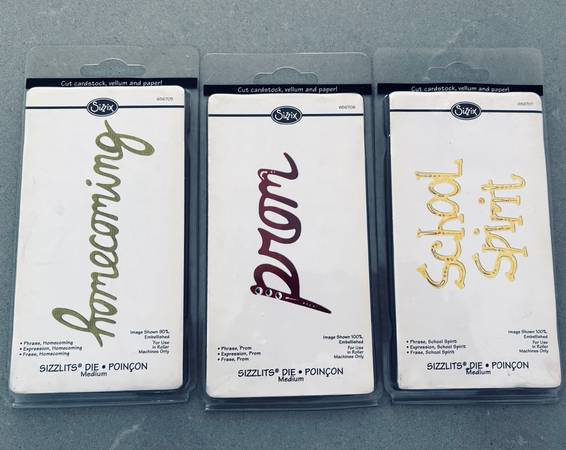 Cut cardstock, vellum and paper!
Sizzix
656705
homecoming
Image Shown 90%,
Embellished
• Phrase, Homecoming
• Expression, Homecoming
• Frase, Homecoming
For Use
in Roller
Machines Only
SIZZLITS® DIE • POINÇON
Medium
Cut cardstock, vellum and paper!
Sizzix
656706
prom
Image Shown 100%,
Embellished
• Phrase, Prom
• Expression, Prom
• Frase, Prom
For Use
in Roller
Machines Only
SIZZLITS® DIE • POINÇON
Medium
Cut cardstock, vellum and paper!
Sizzix
656707
School
Spirit
Image Shown 100%,
Embellished
• Phrase, School Spirit
• Expression, School Spirit
• Frase, School Spirit
For Use
in Roller
Machines Only
SIZZLITS® DIE • POINÇON
Medium